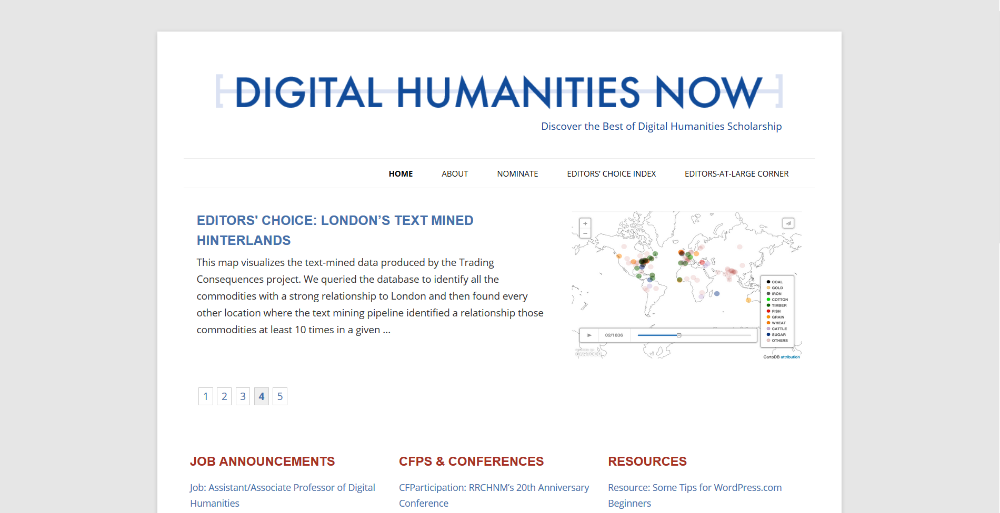 DIGITAL HUMANITIES NOW
Discover the Best of Digital Humanities Scholarship
HOME
ABOUT
NOMINATE
EDITORS’ CHOICE INDEX
EDITORS-AT-LARGE CORNER
EDITORS' CHOICE: LONDON’S TEXT MINED
HINTERLANDS
This map visualizes the text-mined data produced by the Trading
Consequences project. We queried the database to identify all the
commodities with a strong relationship to London and then found every
other location where the text mining pipeline identified a relationship those
commodities at least 10 times in a given ...
+
−
COAL
GOLD
IRON
COTTON
TIMBER
FISH
GRAIN
WHEAT
CATTLE
SUGAR
OTHERS
02/1836
CARTODB
CartoDB attribution
1
2
3
4
5
JOB ANNOUNCEMENTS
Job: Assistant/Associate Professor of Digital
Humanities
CFPS & CONFERENCES
CFParticipation: RRCHNM’s 20th Anniversary
Conference
RESOURCES
Resource: Some Tips for WordPress.com
Beginners